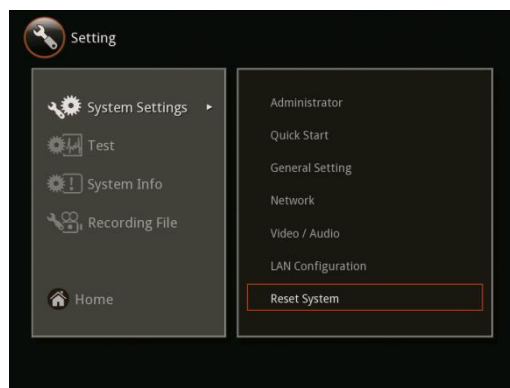 Setting
System Settings
Test
System Info
Recording File
Home
Administrator
Quick Start
General Setting
Network
Video / Audio
LAN Configuration
Reset System